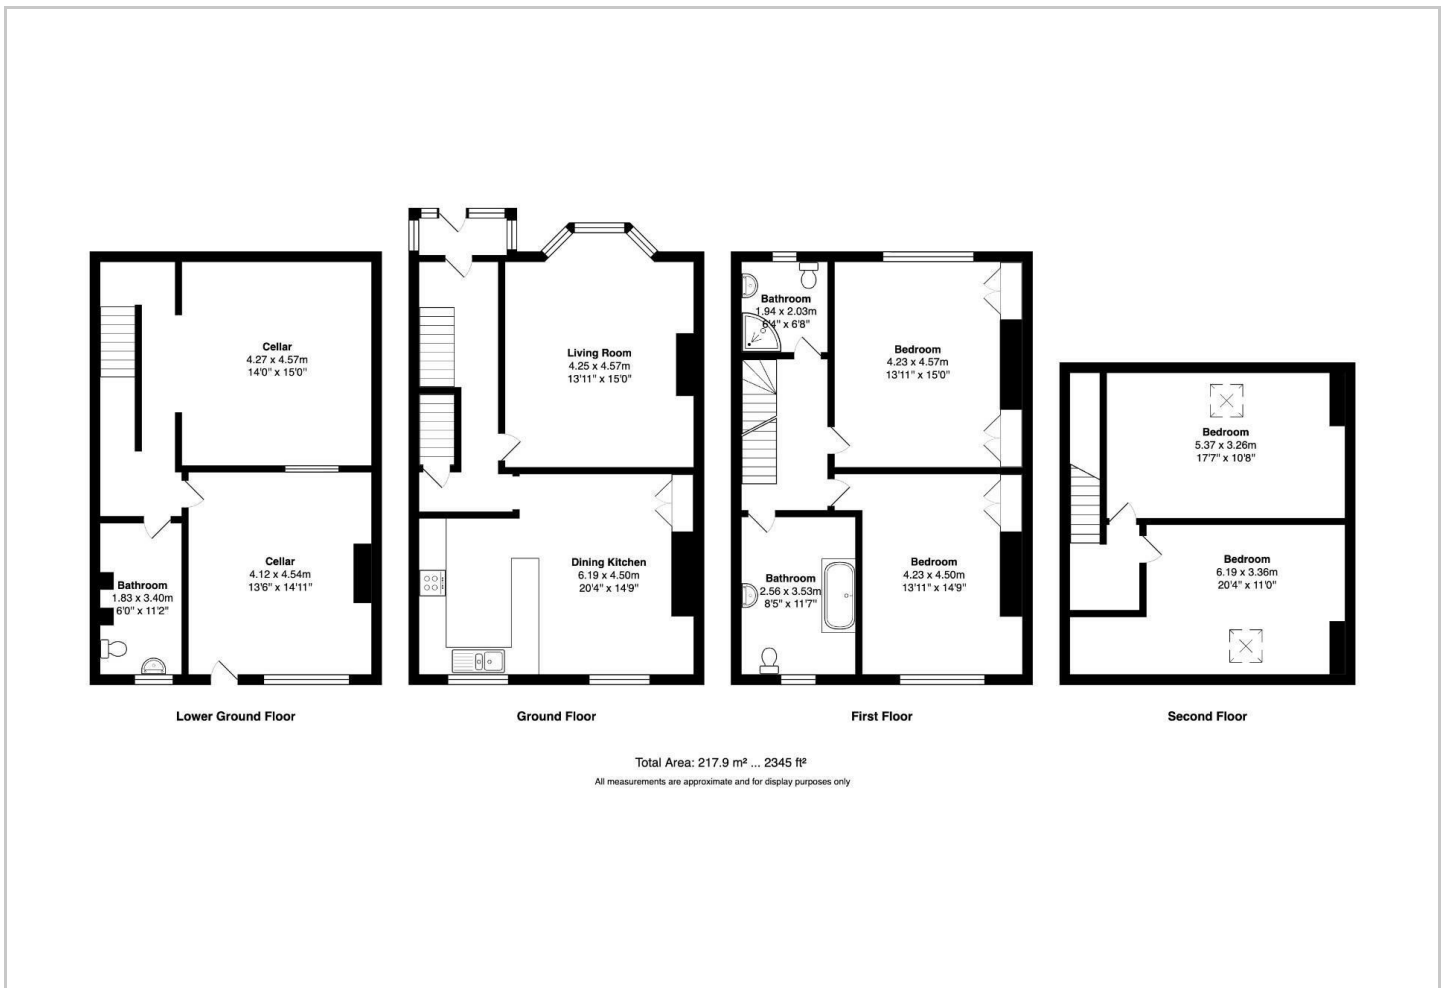 Cellar
4.27 x 4.57m
14'0" x 15'0"
Cellar
4.12 x 4.54m
13'6" x 14'11"
Bathroom
1.83 x 3.40m
6'0" x 11'2"
Lower Ground Floor
Living Room
4.25 x 4.57m
13'11" x 15'0"
Dining Kitchen
6.19 x 4.50m
20'4" x 14'9"
Ground Floor
Bathroom
1.94 x 2.03m
6'4" x 6'8"
Bedroom
4.23 x 4.57m
13'11" x 15'0"
Bathroom
2.56 x 3.53m
8'5" x 11'7"
Bedroom
4.23 x 4.50m
13'11" x 14'9"
First Floor
Bedroom
5.37 x 3.26m
17'7" x 10'8"
Bedroom
6.19 x 3.36m
20'4" x 11'0"
Second Floor
Total Area: 217.9 m² ... 2345 ft²
All measurements are approximate and for display purposes only